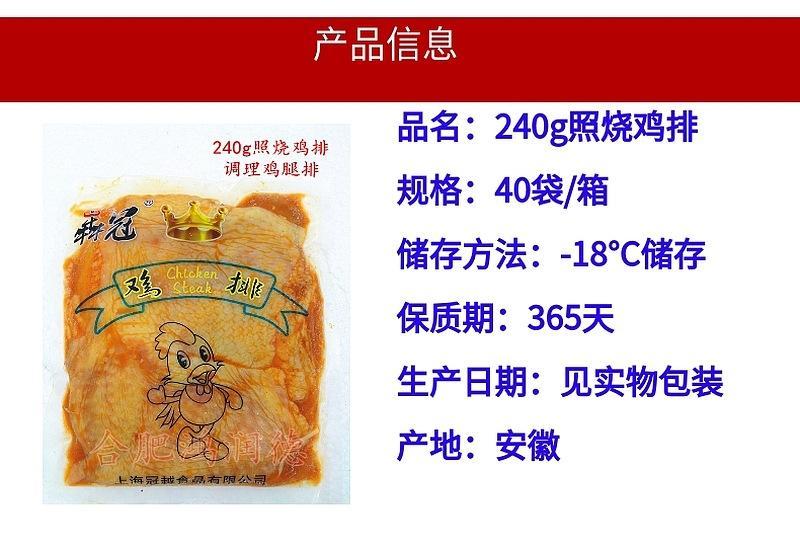 产品信息
240g照烧鸡排
调理鸡腿排
犇冠®
鸡 Chicken Steak 排
合肥 润德
上海冠越食品有限公司
品名：240g照烧鸡排
规格：40袋/箱
储存方法：-18°C储存
保质期：365天
生产日期：见实物包装
产地：安徽